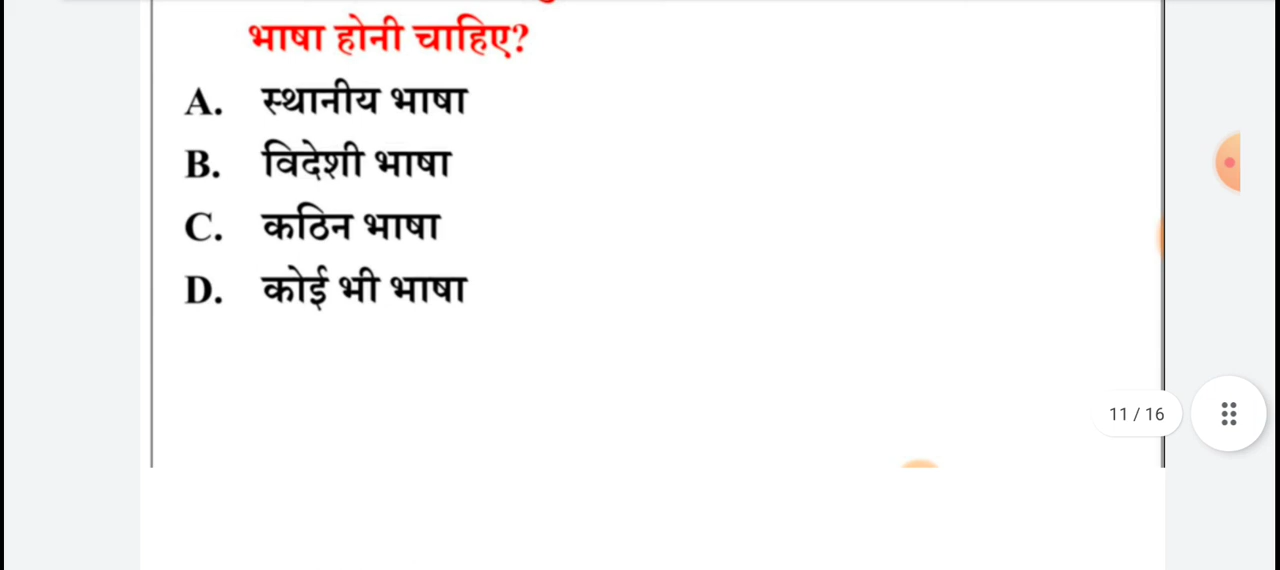 भाषा होनी चाहिए?
A. स्थानीय भाषा
B. विदेशी भाषा
C. कठिन भाषा
D. कोई भी भाषा
11 / 16